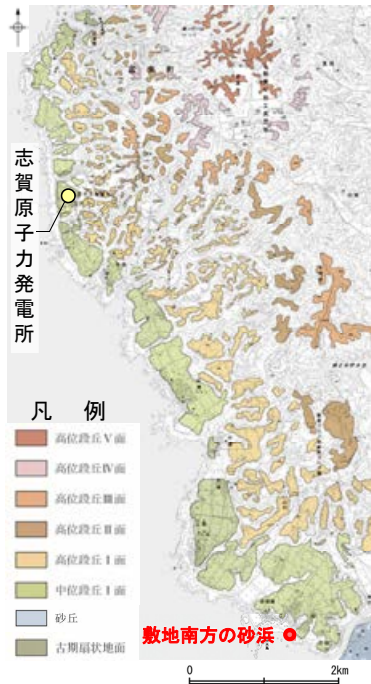 志賀原子力発電所
凡 例
高位段丘Ⅴ面
高位段丘Ⅳ面
高位段丘Ⅲ面
高位段丘Ⅱ面
高位段丘Ⅰ面
中位段丘Ⅰ面
砂丘
古期扇状地面
敷地南方の砂浜
0 2km